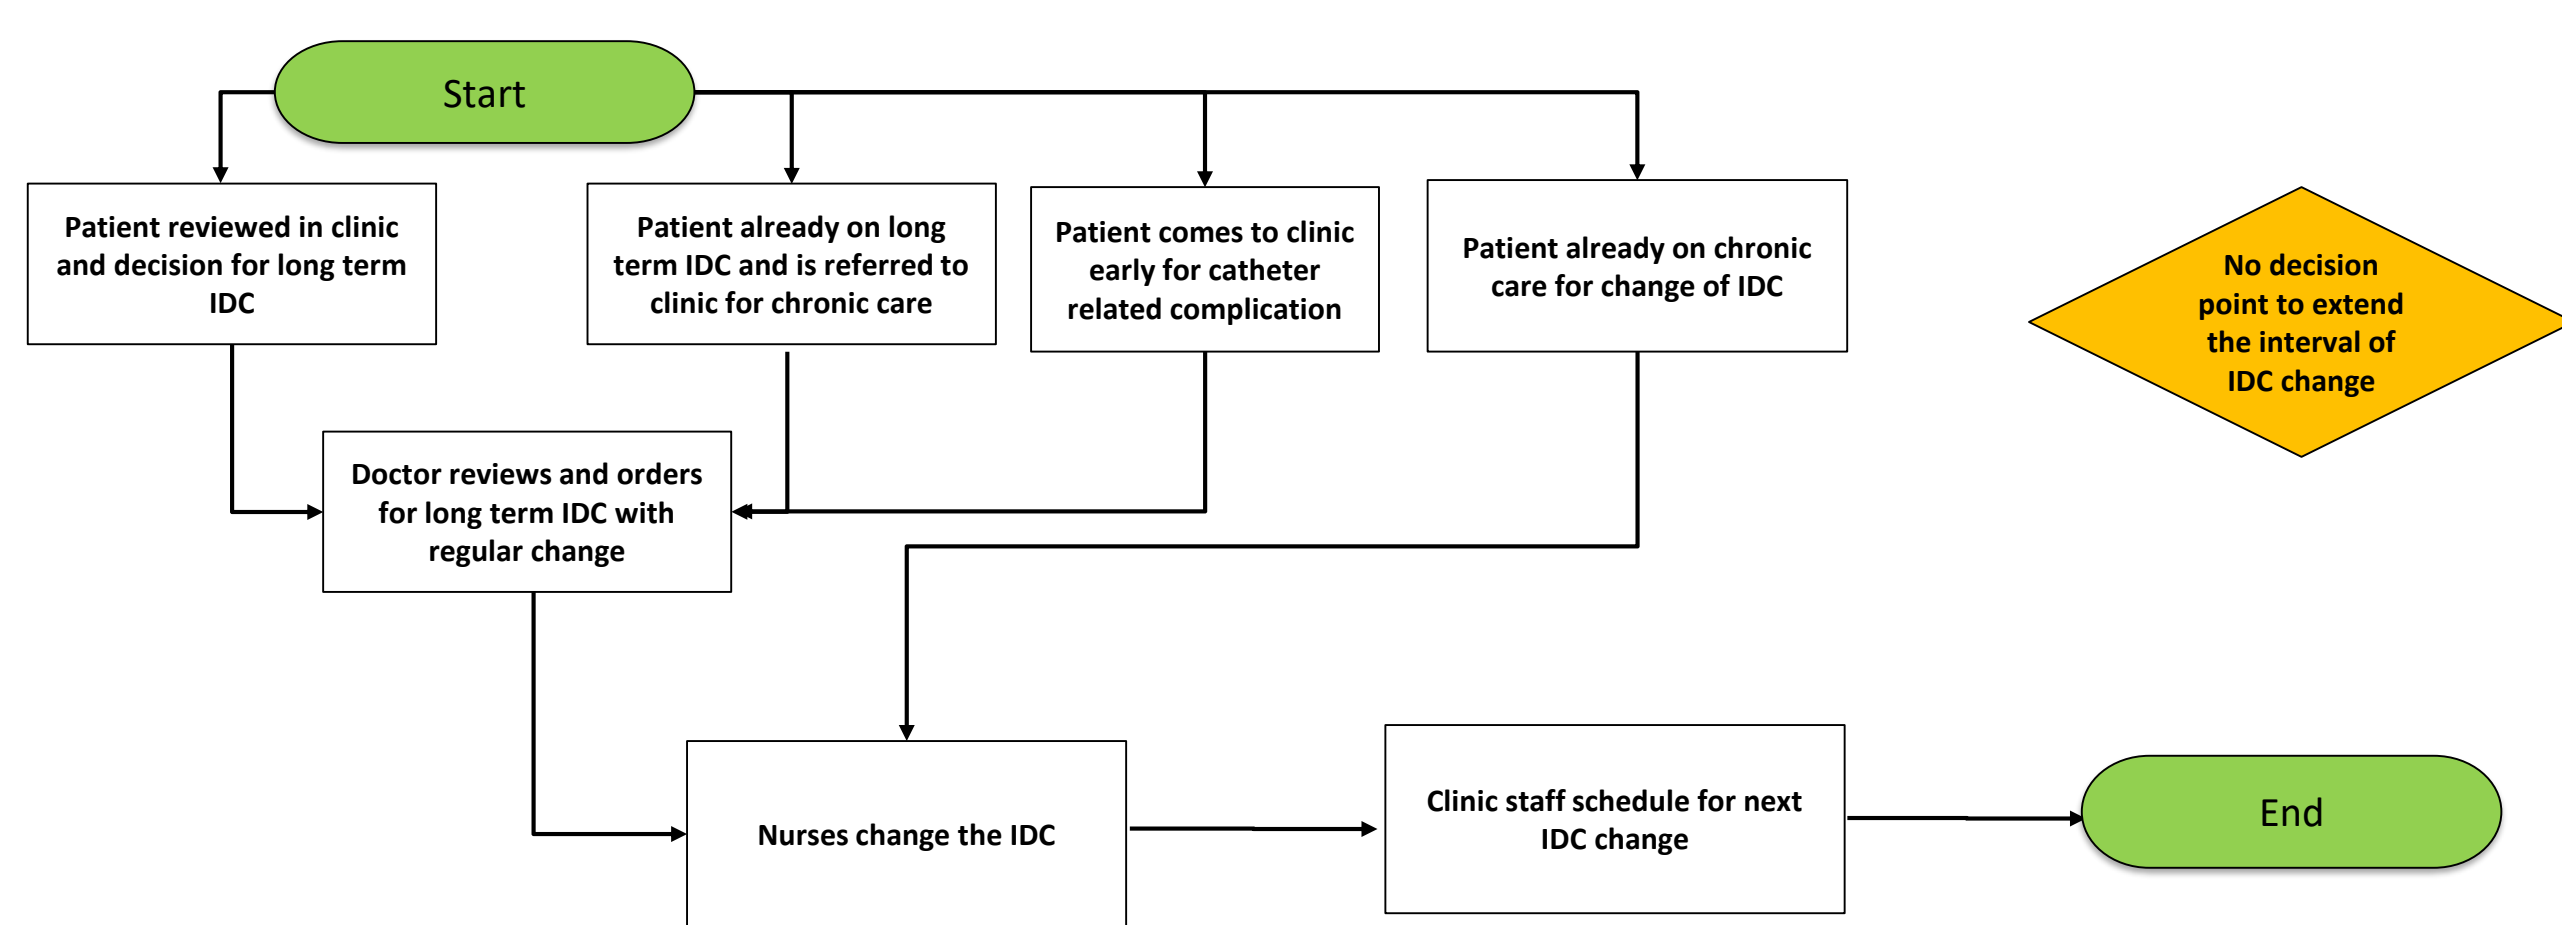 Start
Patient reviewed in clinic
and decision for long term
IDC
Patient already on long
term IDC and is referred to
clinic for chronic care
Patient comes to clinic
early for catheter
related complication
Patient already on chronic
care for change of IDC
No decision
point to extend
the interval of
IDC change
Doctor reviews and orders
for long term IDC with
regular change
Nurses change the IDC
Clinic staff schedule for next
IDC change
End